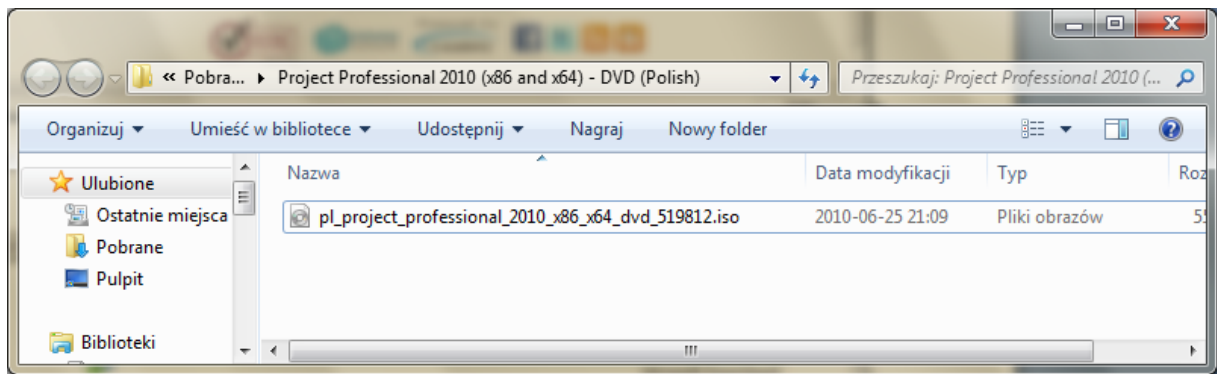 « Pobra... ▸ Project Professional 2010 (x86 and x64) - DVD (Polish)
Przeszukaj: Project Professional 2010 (...
Organizuj Umieść w bibliotece Udostępnij Nagraj Nowy folder
Ulubione
Ostatnie miejsca
Pobrane
Pulpit
Biblioteki
Nazwa Data modyfikacji Typ Roz
pl_project_professional_2010_x86_x64_dvd_519812.iso 2010-06-25 21:09 Pliki obrazów 55